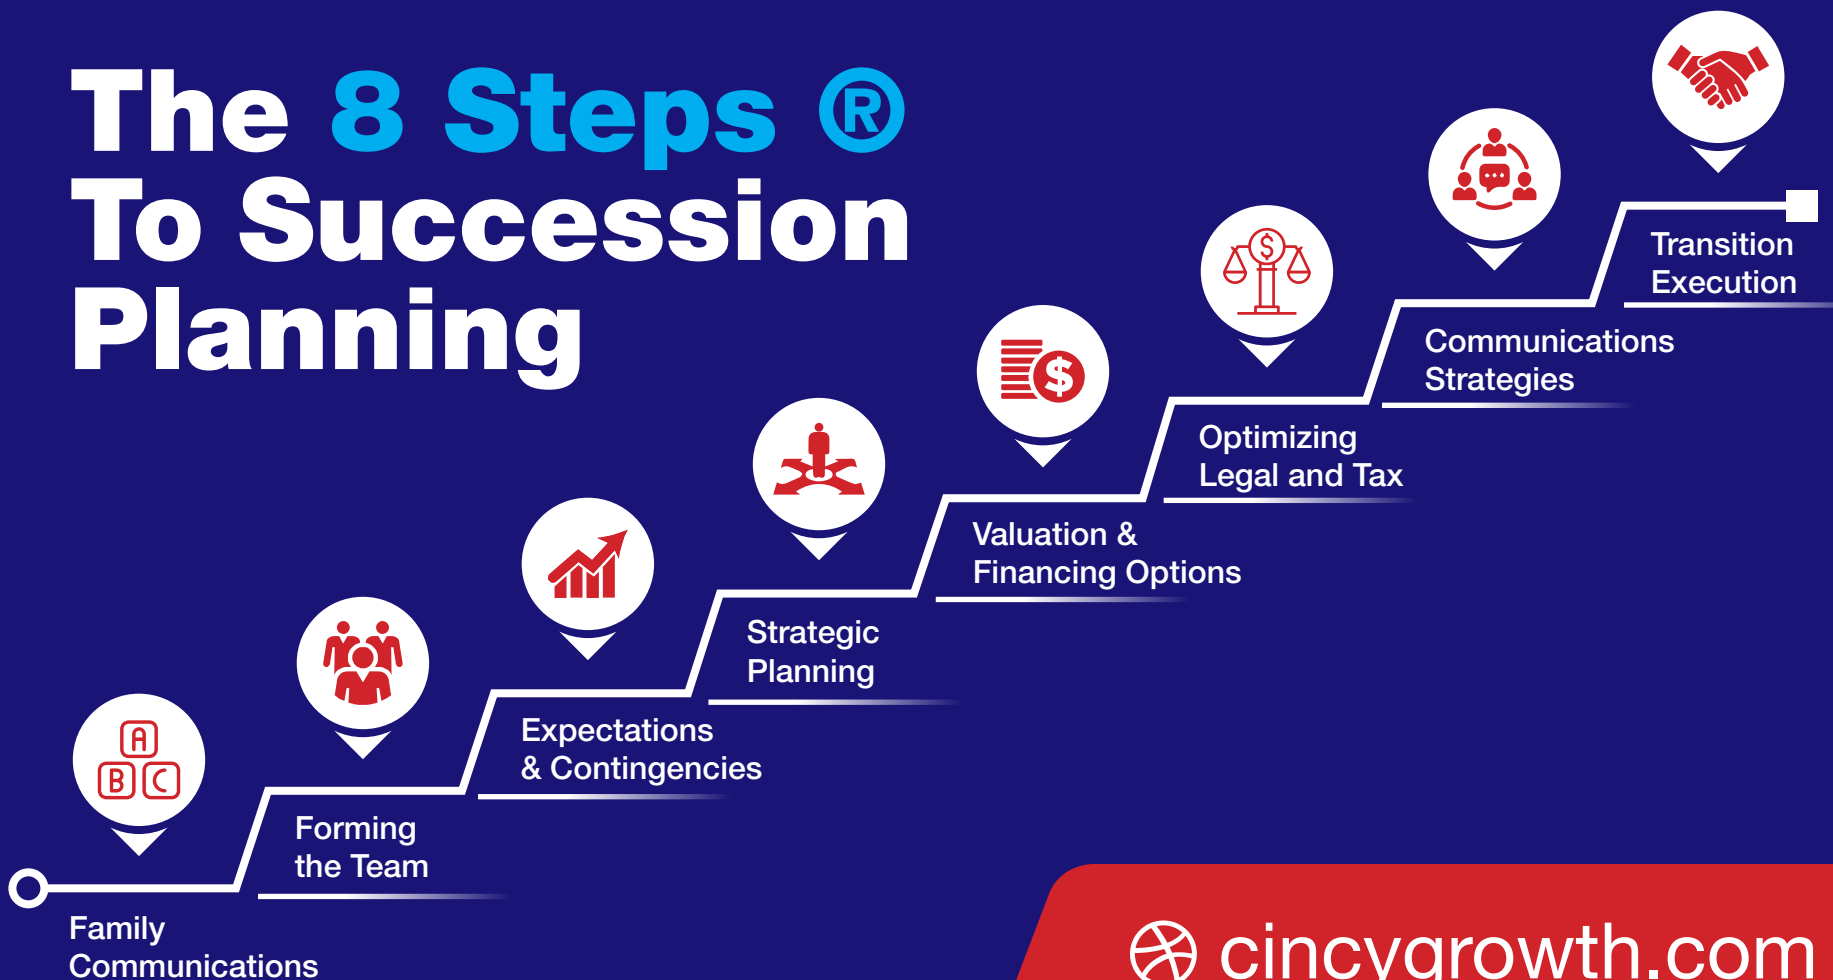 The 8 Steps ®
To Succession
Planning
A
B C
Family
Communications
Forming
the Team
Expectations
& Contingencies
Strategic
Planning
$
Valuation &
Financing Options
$
Optimizing
Legal and Tax
Communications
Strategies
Transition
Execution
cincygrowth.com